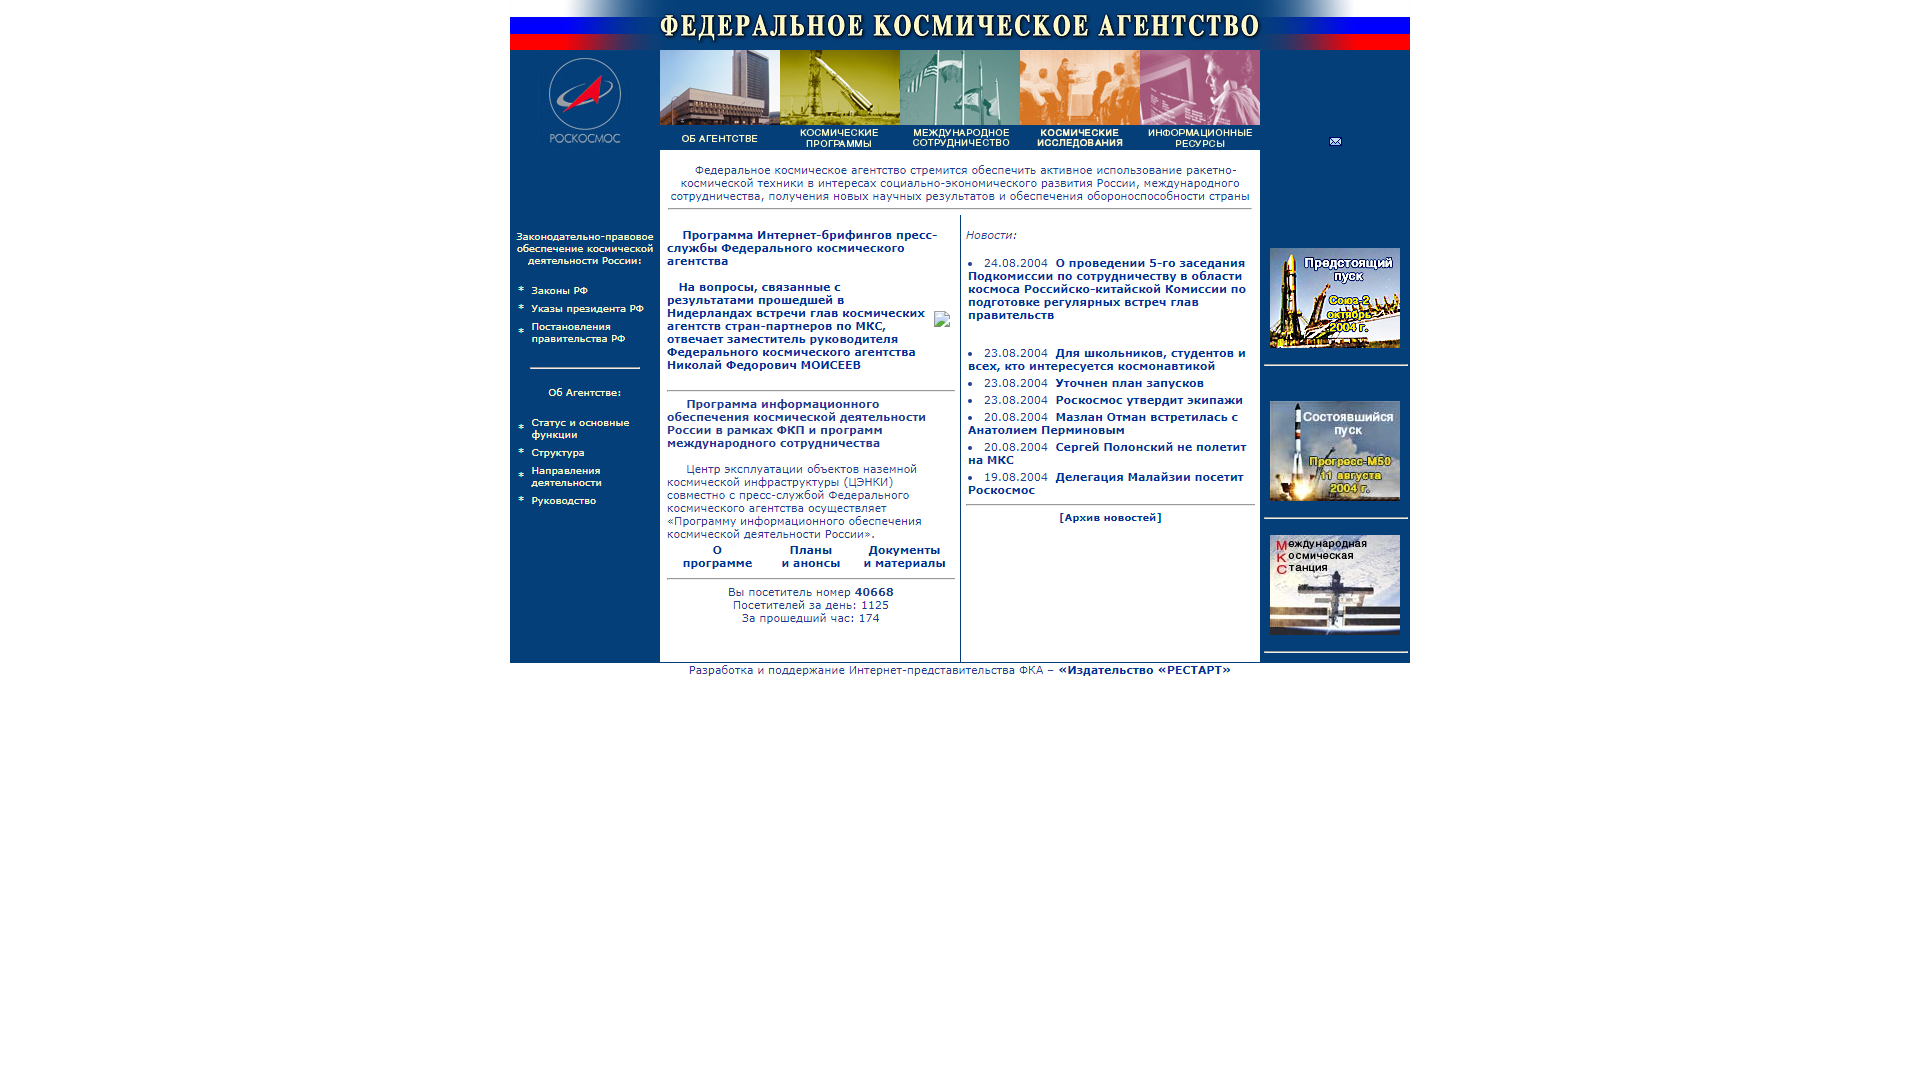 ФЕДЕРАЛЬНОЕ КОСМИЧЕСКОЕ АГЕНТСТВО
РОСКОСМОС
ОБ АГЕНТСТВЕ
КОСМИЧЕСКИЕ
ПРОГРАММЫ
МЕЖДУНАРОДНОЕ
СОТРУДНИЧЕСТВО
КОСМИЧЕСКИЕ
ИССЛЕДОВАНИЯ
ИНФОРМАЦИОННЫЕ
РЕСУРСЫ
Федеральное космическое агентство стремится обеспечить активное использование ракетно-
космической техники в интересах социально-экономического развития России, международного
сотрудничества, получения новых научных результатов и обеспечения обороноспособности страны
Законодательно-правовое
обеспечение космической
деятельности России:
* Законы РФ
* Указы президента РФ
* Постановления
правительства РФ
Об Агентстве:
* Статус и основные
функции
* Структура
* Направления
деятельности
* Руководство
Программа Интернет-брифингов пресс-
службы Федерального космического
агентства
На вопросы, связанные с
результатами прошедшей в
Нидерландах встречи глав космических
агентств стран-партнеров по МКС,
отвечает заместитель руководителя
Федерального космического агентства
Николай Федорович МОИСЕЕВ
Программа информационного
обеспечения космической деятельности
России в рамках ФКП и программ
международного сотрудничества
Центр эксплуатации объектов наземной
космической инфраструктуры (ЦЭНКИ)
совместно с пресс-службой Федерального
космического агентства осуществляет
«Программу информационного обеспечения
космической деятельности России».
О
программе
Планы
и анонсы
Документы
и материалы
Вы посетитель номер 40668
Посетителей за день: 1125
За прошедший час: 174
Новости:
• 24.08.2004 О проведении 5-го заседания
Подкомиссии по сотрудничеству в области
космоса Российско-китайской Комиссии по
подготовке регулярных встреч глав
правительств
• 23.08.2004 Для школьников, студентов и
всех, кто интересуется космонавтикой
• 23.08.2004 Уточнен план запусков
• 23.08.2004 Роскосмос утвердит экипажи
• 20.08.2004 Мазлан Отман встретилась с
Анатолием Перминовым
• 20.08.2004 Сергей Полонский не полетит
на МКС
• 19.08.2004 Делегация Малайзии посетит
Роскосмос
[Архив новостей]
Предстоящий
пуск
Союз-2
октябрь
2004 г.
Состоявшийся
пуск
Прогресс-М50
11 августа
2004 г.
Международная
Космическая
Станция
Разработка и поддержание Интернет-представительства ФКА – «Издательство «РЕСТАРТ»